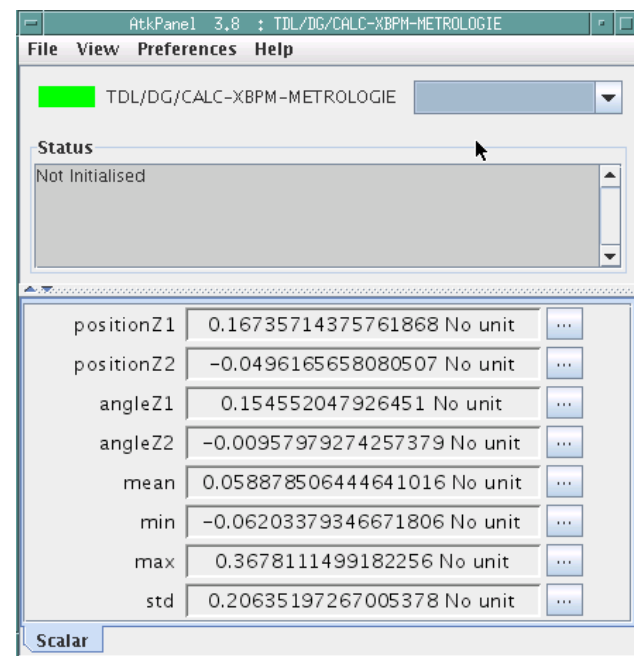 AtkPanel 3.8 : TDL/DG/CALC-XBPM-METROLOGIE
File View Preferences Help
TDL/DG/CALC-XBPM-METROLOGIE
Status
Not Initialised
positionZ1 0.16735714375761868 No unit ...
positionZ2 -0.0496165658080507 No unit ...
angleZ1 0.154552047926451 No unit ...
angleZ2 -0.00957979274257379 No unit ...
mean 0.058878506444641016 No unit ...
min -0.06203379346671806 No unit ...
max 0.3678111499182256 No unit ...
std 0.20635197267005378 No unit ...
Scalar